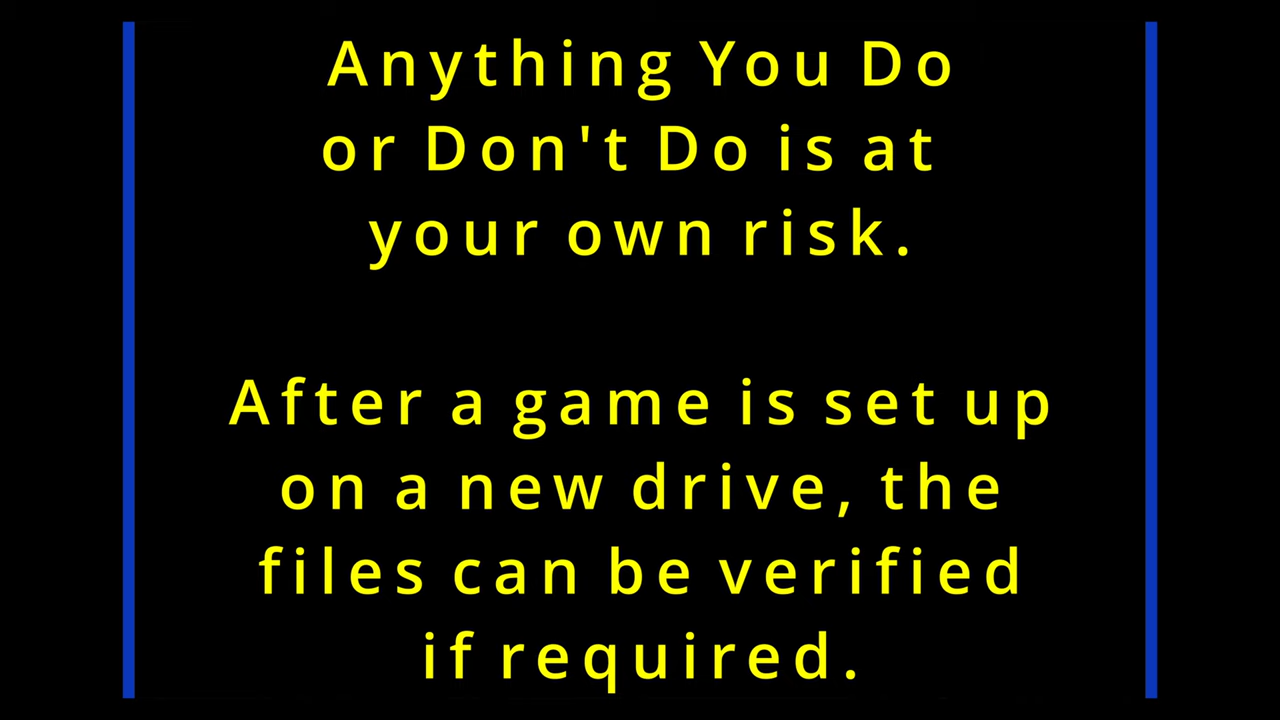 Anything You Do
or Don't Do is at
your own risk.
After a game is set up
on a new drive, the
files can be verified
if required.